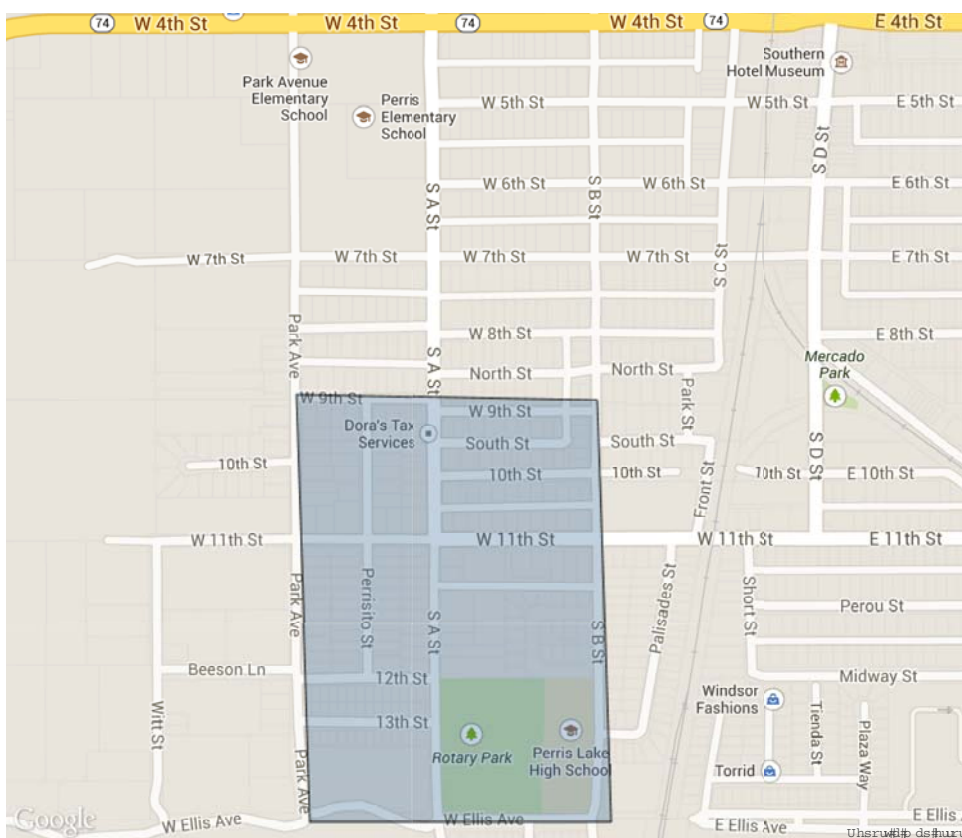 74
W 4th St
W 4th St
74
W 4th St
74
E 4th St
Park Avenue
Elementary
School
Perris
Elementary
School
Southern
Hotel Museum
W 5th St
W 5th St
E 5th St
S A St
W 6th St
S B St
W 6th St
S D St
E 6th St
W 7th St
W 7th St
W 7th St
W 7th St
S C St
E 7th St
Park Ave
S A St
W 8th St
North St
North St
E 8th St
Mercado
Park
W 9th St
W 9th St
Park St
Dora's Tax
Services
South St
South St
10th St
10th St
10th St
Front St
10th St
S D St
E 10th St
W 11th St
W 11th St
W 11th St
E 11th St
Park Ave
Perrisito St
S A St
S B St
Palisades St
Short St
Perou St
Beeson Ln
12th St
Midway St
Witt St
13th St
Rotary Park
Perris Lake
High School
Windsor
Fashions
Tienda St
Plaza Way
Park Ave
Torrid
Google
W Ellis Ave
W Ellis Ave
E Ellis Ave
E Ellis